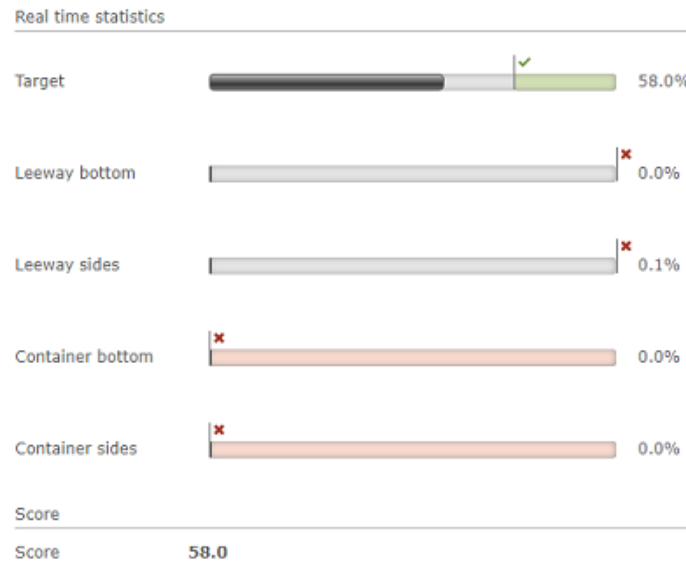 Real time statistics
Target 58.0%
Leeway bottom 0.0%
Leeway sides 0.1%
Container bottom 0.0%
Container sides 0.0%
Score
Score 58.0